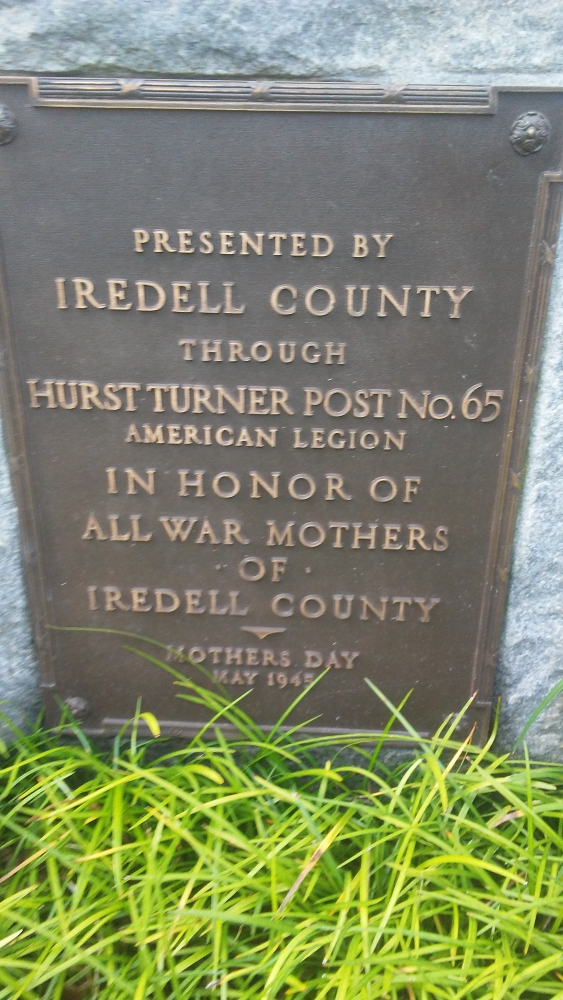 PRESENTED BY
IREDELL COUNTY
THROUGH
HURST TURNER POST NO. 65
AMERICAN LEGION
IN HONOR OF
ALL WAR MOTHERS
OF
IREDELL COUNTY
MOTHERS DAY
MAY 1945